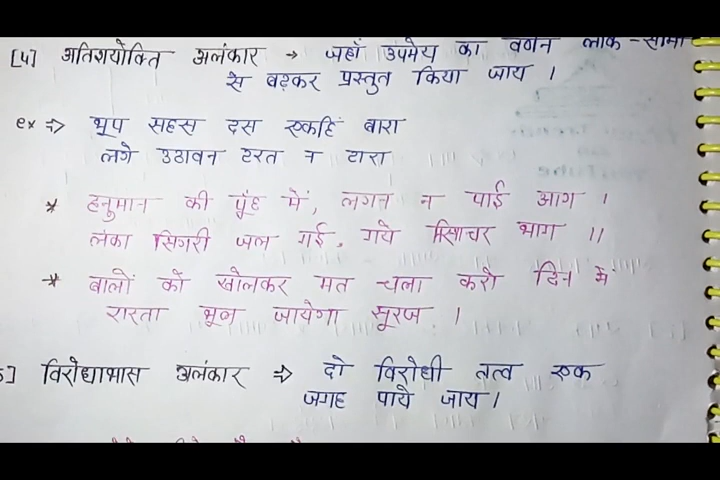 [4] अतिशयोक्ति अलंकार → जहाँ उपमेय का वर्णन लोक-सीमा
से बढ़कर प्रस्तुत किया जाय ।
ex ⇒ भूप सहस दस एकहिं बारा
लगे उठावन टरत न टारा
* हनुमान की पूंछ में, लगन न पाई आग ।
लंका सिगरी जल गई, गये निसाचर भाग ।।
* बालों को खोलकर मत चला करो दिन में
रास्ता भूल जायेगा सूरज ।
5] विरोधाभास अलंकार ⇒ दो विरोधी तत्व एक
जगह पाये जाय ।